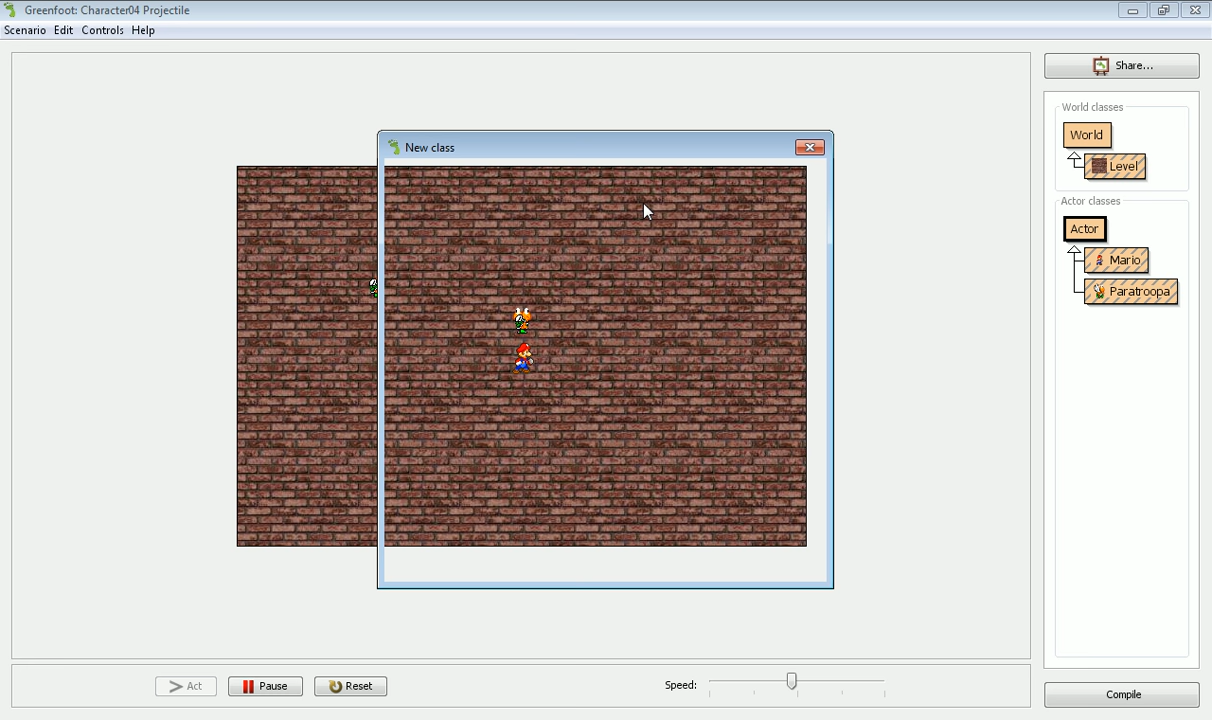 Greenfoot: Character04 Projectile
Scenario Edit Controls Help
Share...
New class
World classes
World
Level
Actor classes
Actor
Mario
Paratroopa
Act
Pause
Reset
Speed:
Compile